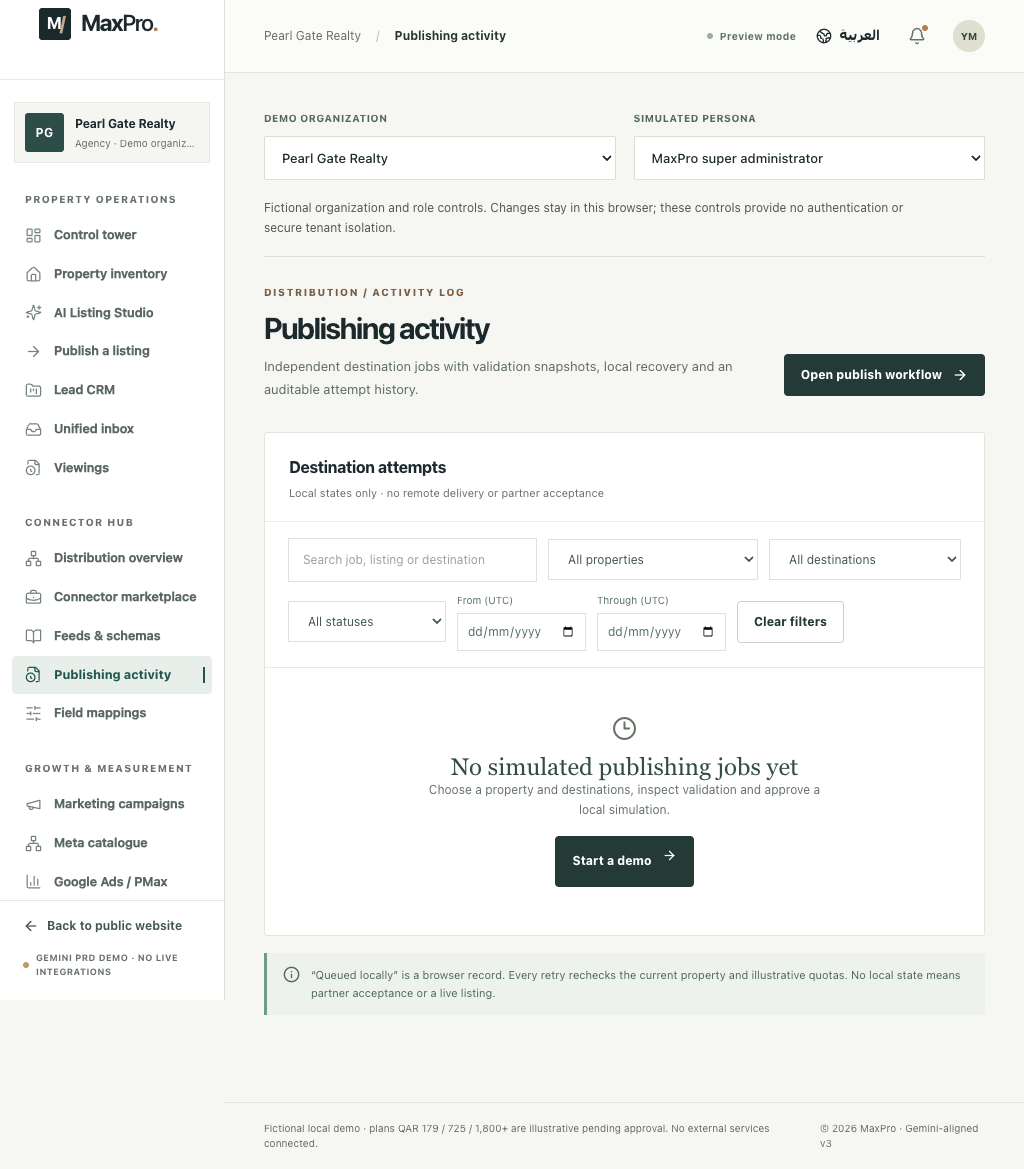 M/ MaxPro.
Pearl Gate Realty / Publishing activity
Preview mode
العربية
YM
PG
Pearl Gate Realty
Agency · Demo organiz...
PROPERTY OPERATIONS
Control tower
Property inventory
AI Listing Studio
Publish a listing
Lead CRM
Unified inbox
Viewings
CONNECTOR HUB
Distribution overview
Connector marketplace
Feeds & schemas
Publishing activity
Field mappings
GROWTH & MEASUREMENT
Marketing campaigns
Meta catalogue
Google Ads / PMax
Back to public website
GEMINI PRD DEMO · NO LIVE
INTEGRATIONS
DEMO ORGANIZATION
Pearl Gate Realty
SIMULATED PERSONA
MaxPro super administrator
Fictional organization and role controls. Changes stay in this browser; these controls provide no authentication or
secure tenant isolation.
DISTRIBUTION / ACTIVITY LOG
Publishing activity
Independent destination jobs with validation snapshots, local recovery and an
auditable attempt history.
Open publish workflow
Destination attempts
Local states only · no remote delivery or partner acceptance
Search job, listing or destination
All properties
All destinations
All statuses
From (UTC)
dd/mm/yyyy
Through (UTC)
dd/mm/yyyy
Clear filters
No simulated publishing jobs yet
Choose a property and destinations, inspect validation and approve a
local simulation.
Start a demo
“Queued locally” is a browser record. Every retry rechecks the current property and illustrative quotas. No local state means
partner acceptance or a live listing.
Fictional local demo · plans QAR 179 / 725 / 1,800+ are illustrative pending approval. No external services
connected.
© 2026 MaxPro · Gemini-aligned
v3